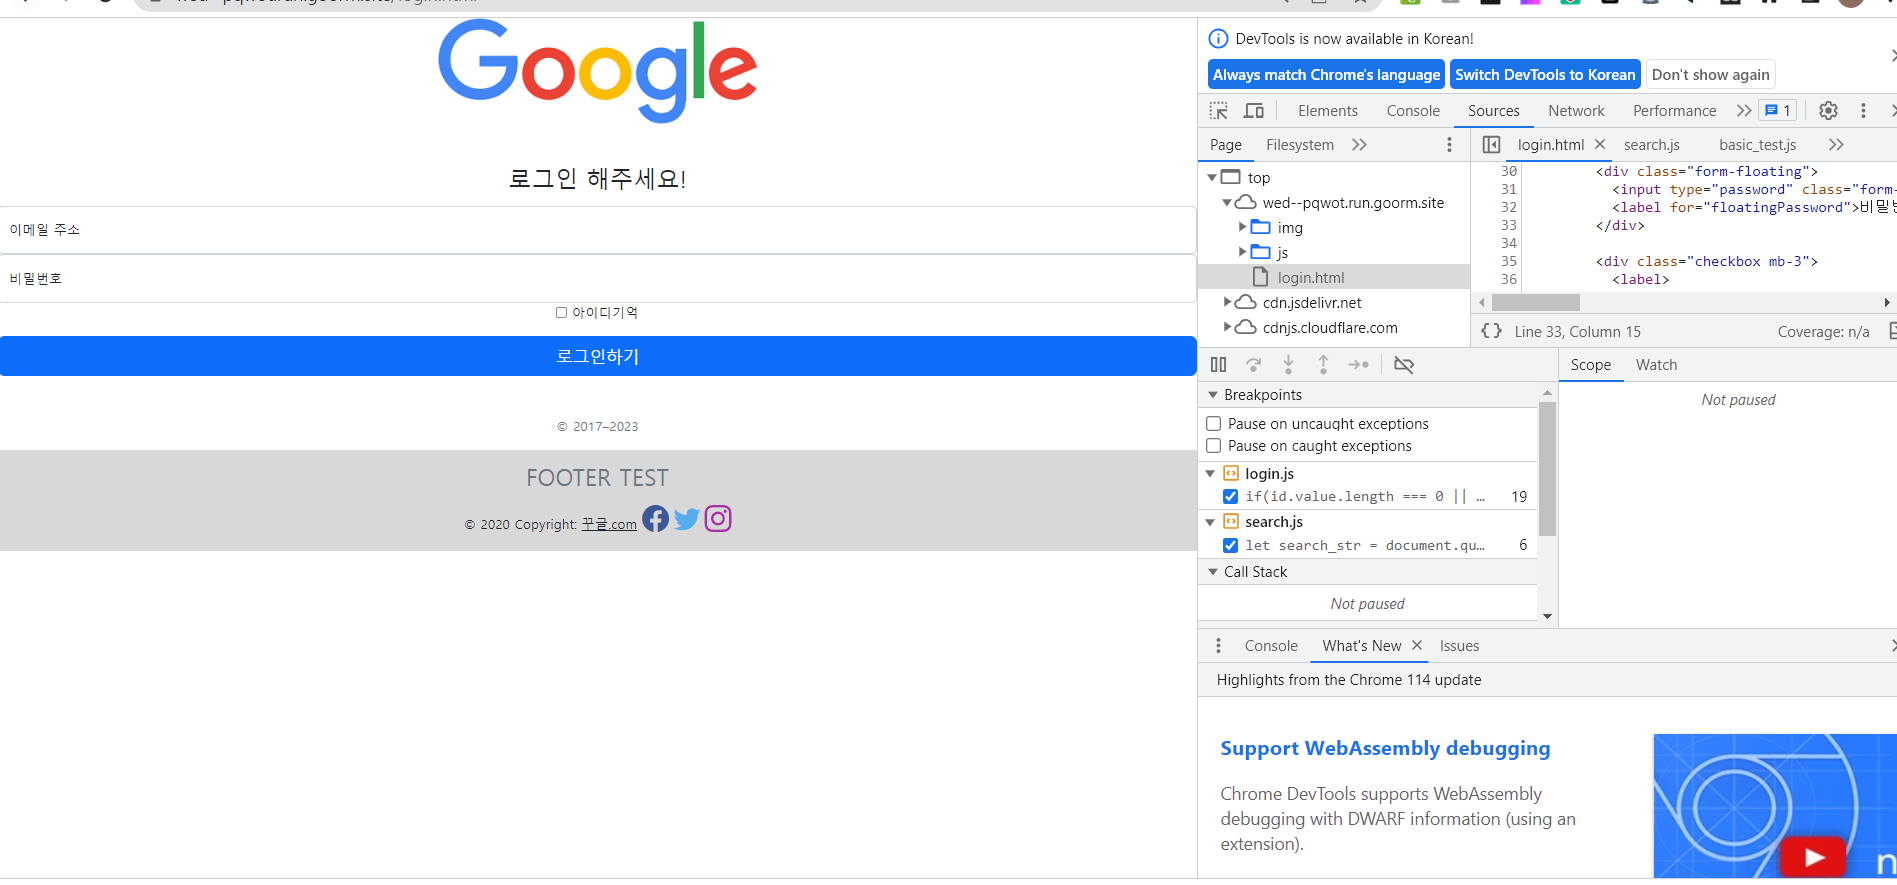 Google
로그인 해주세요!
이메일 주소
비밀번호
아이디기억
로그인하기
© 2017–2023
FOOTER TEST
© 2020 Copyright: 꾸글.com
DevTools is now available in Korean!
Always match Chrome's language
Switch DevTools to Korean
Don't show again
Elements
Console
Sources
Network
Performance
1
Page
Filesystem
login.html
search.js
basic_test.js
top
wed--pqwot.run.goorm.site
img
js
login.html
cdn.jsdelivr.net
cdnjs.cloudflare.com
30 <div class="form-floating">
31 <input type="password" class="form-
32 <label for="floatingPassword">비밀
33 </div>
34
35 <div class="checkbox mb-3">
36 <label>
{ } Line 33, Column 15
Coverage: n/a
Scope
Watch
Not paused
Breakpoints
Pause on uncaught exceptions
Pause on caught exceptions
login.js
if(id.value.length === 0 || … 19
search.js
let search_str = document.qu… 6
Call Stack
Not paused
Console
What's New
Issues
Highlights from the Chrome 114 update
Support WebAssembly debugging
Chrome DevTools supports WebAssembly
debugging with DWARF information (using an
extension).
n